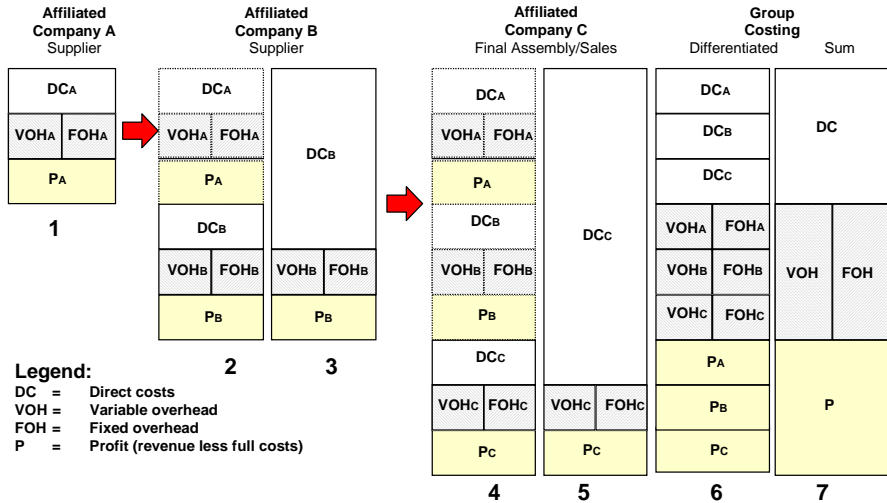 Affiliated
Company A
Supplier
Affiliated
Company B
Supplier
Affiliated
Company C
Final Assembly/Sales
Group
Costing
Differentiated Sum
DCA
VOHA FOHA
PA
1
DCA
VOHA FOHA
PA
DCB
VOHB FOHB
PB
2
DCB
VOHB FOHB
PB
3
DCA
VOHA FOHA
PA
DCB
VOHB FOHB
PB
DCC
VOHC FOHC
PC
4
DCC
VOHC FOHC
PC
5
DCA
DCB
DCC
VOHA FOHA
VOHB FOHB
VOHC FOHC
PA
PB
PC
6
DC
VOH FOH
P
7
Legend:
DC = Direct costs
VOH = Variable overhead
FOH = Fixed overhead
P = Profit (revenue less full costs)